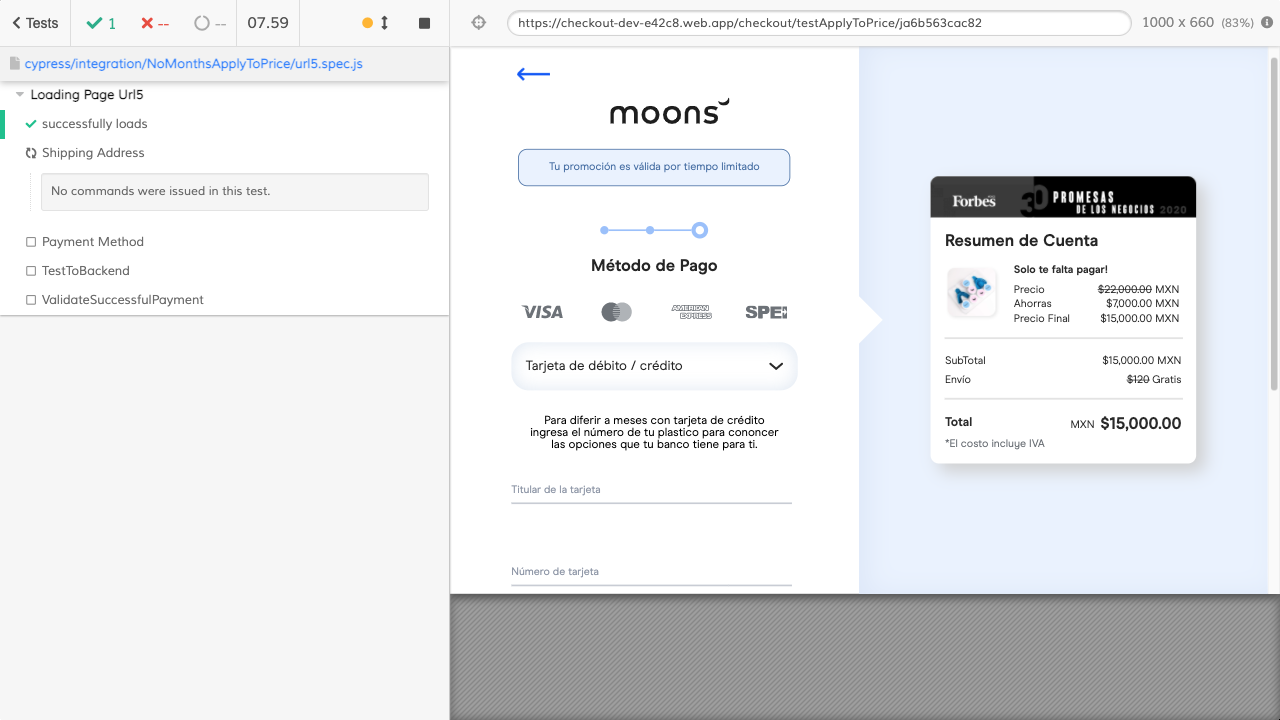 Tests
1
--
--
07.59
https://checkout-dev-e42c8.web.app/checkout/testApplyToPrice/ja6b563cac82
1000 x 660 (83%)
cypress/integration/NoMonthsApplyToPrice/url5.spec.js
Loading Page Url5
successfully loads
Shipping Address
No commands were issued in this test.
Payment Method
TestToBackend
ValidateSuccessfulPayment
moons
Tu promoción es válida por tiempo limitado
Método de Pago
VISA
AMERICAN EXPRESS
SPEI
Tarjeta de débito / crédito
Para diferir a meses con tarjeta de crédito
ingresa el número de tu plastico para cononcer
las opciones que tu banco tiene para ti.
Titular de la tarjeta
Número de tarjeta
Forbes
30 PROMESAS
DE LOS NEGOCIOS 2020
Resumen de Cuenta
Solo te falta pagar!
Precio $22,000.00 MXN
Ahorras $7,000.00 MXN
Precio Final $15,000.00 MXN
SubTotal $15,000.00 MXN
Envío $120 Gratis
Total MXN $15,000.00
*El costo incluye IVA